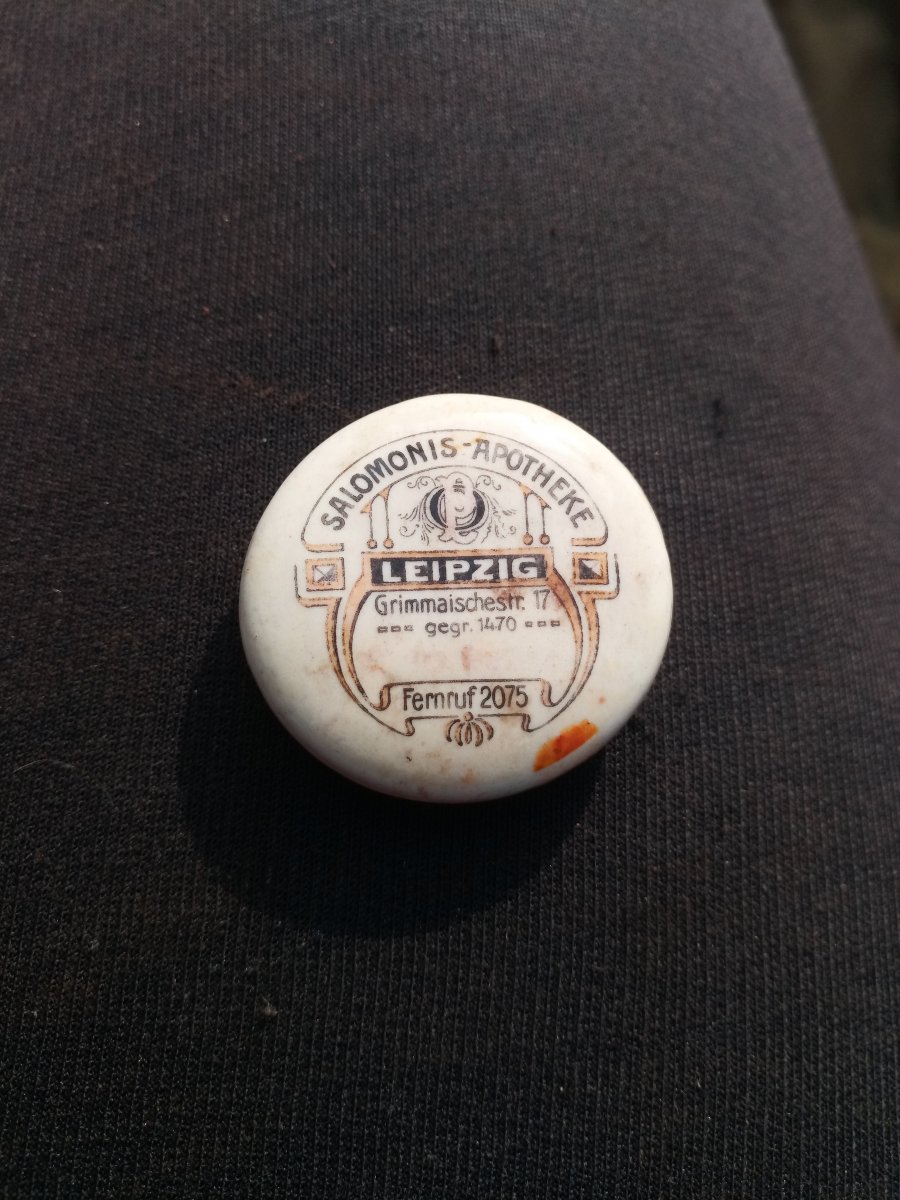 SALOMONIS-APOTHEKE
LEIPZIG
Grimmaischestr. 17
gegr. 1470
Fernruf 2075